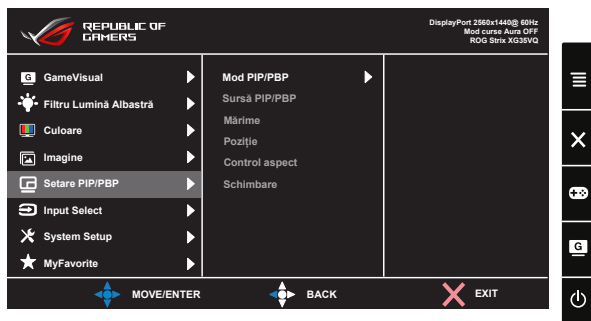 REPUBLIC OF
GAMERS
DisplayPort 2560x1440@ 60Hz
Mod curse Aura OFF
ROG Strix XG35VQ
G GameVisual
Filtru Lumină Albastră
Culoare
Imagine
Setare PIP/PBP
Input Select
System Setup
MyFavorite
Mod PIP/PBP
Sursă PIP/PBP
Mărime
Poziție
Control aspect
Schimbare
G
MOVE/ENTER
BACK
EXIT